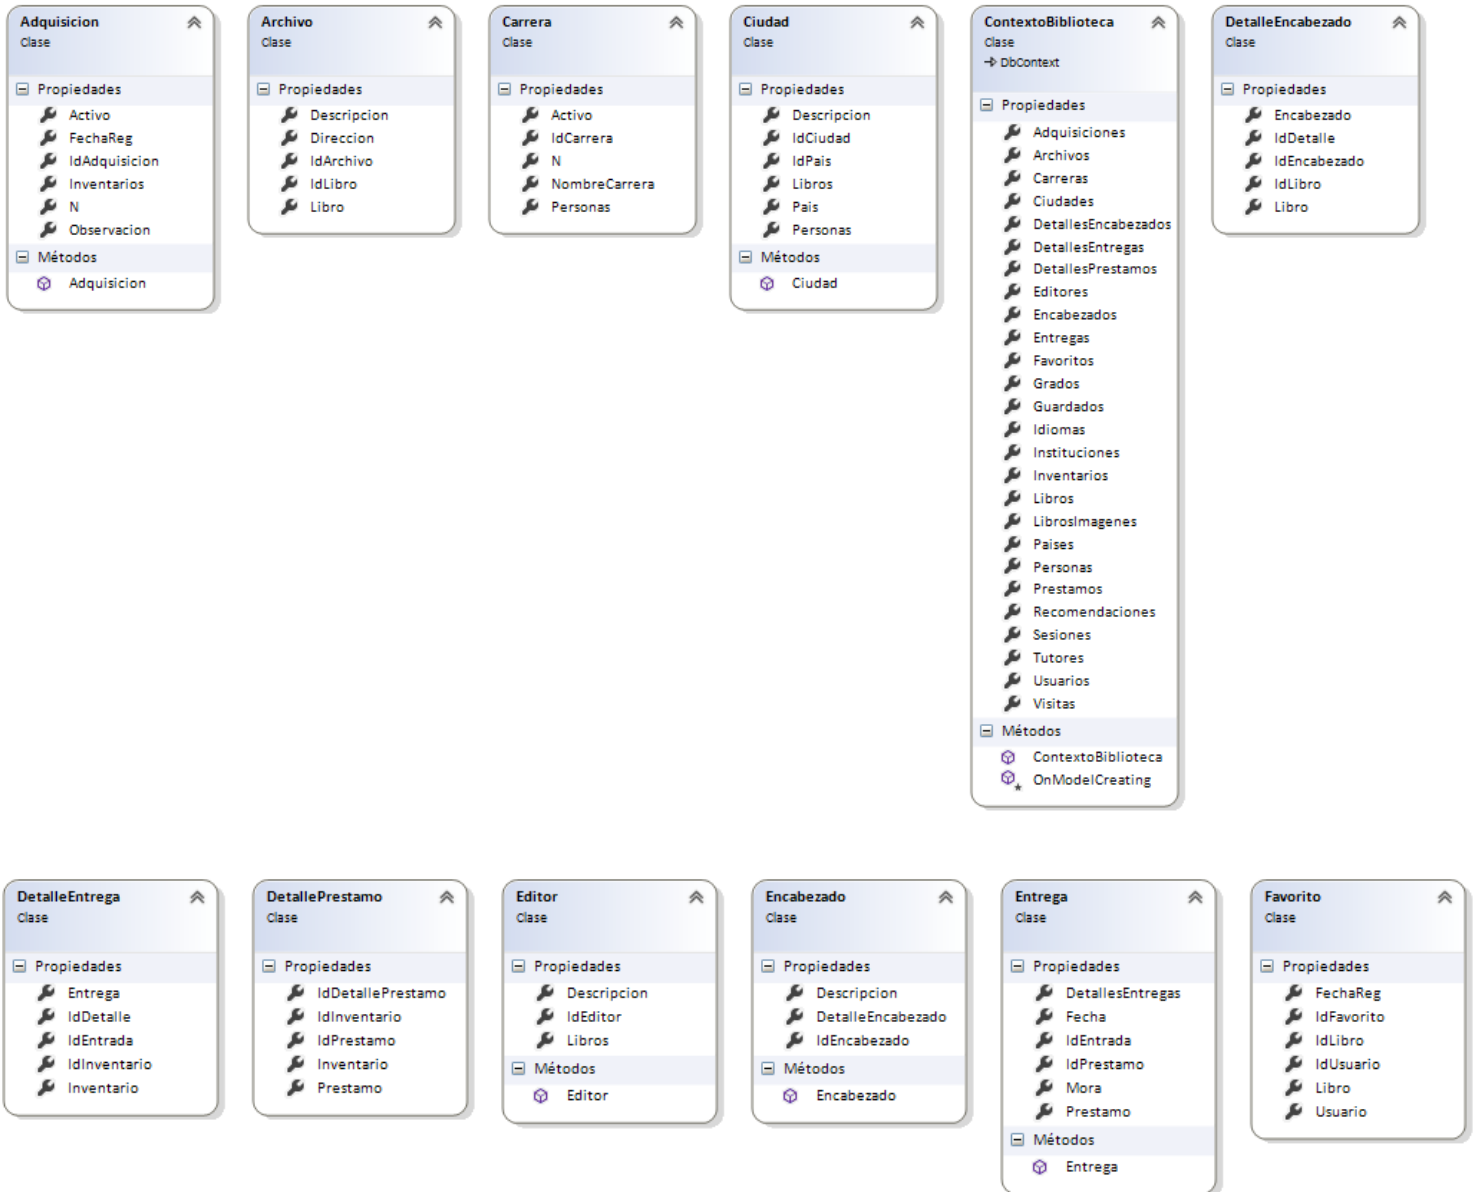 Adquisicion
Clase
Propiedades
Activo
FechaReg
IdAdquisicion
Inventarios
N
Observacion
Métodos
Adquisicion
Archivo
Clase
Propiedades
Descripcion
Direccion
IdArchivo
IdLibro
Libro
Carrera
Clase
Propiedades
Activo
IdCarrera
N
NombreCarrera
Personas
Ciudad
Clase
Propiedades
Descripcion
IdCiudad
IdPais
Libros
Pais
Personas
Métodos
Ciudad
ContextoBiblioteca
Clase
DbContext
Propiedades
Adquisiciones
Archivos
Carreras
Ciudades
DetallesEncabezados
DetallesEntregas
DetallesPrestamos
Editores
Encabezados
Entregas
Favoritos
Grados
Guardados
Idiomas
Instituciones
Inventarios
Libros
LibrosImagenes
Paises
Personas
Prestamos
Recomendaciones
Sesiones
Tutores
Usuarios
Visitas
Métodos
ContextoBiblioteca
OnModelCreating
DetalleEncabezado
Clase
Propiedades
Encabezado
IdDetalle
IdEncabezado
IdLibro
Libro
DetalleEntrega
Clase
Propiedades
Entrega
IdDetalle
IdEntrada
IdInventario
Inventario
DetallePrestamo
Clase
Propiedades
IdDetallePrestamo
IdInventario
IdPrestamo
Inventario
Prestamo
Editor
Clase
Propiedades
Descripcion
IdEditor
Libros
Métodos
Editor
Encabezado
Clase
Propiedades
Descripcion
DetalleEncabezado
IdEncabezado
Métodos
Encabezado
Entrega
Clase
Propiedades
DetallesEntregas
Fecha
IdEntrada
IdPrestamo
Mora
Prestamo
Métodos
Entrega
Favorito
Clase
Propiedades
FechaReg
IdFavorito
IdLibro
IdUsuario
Libro
Usuario